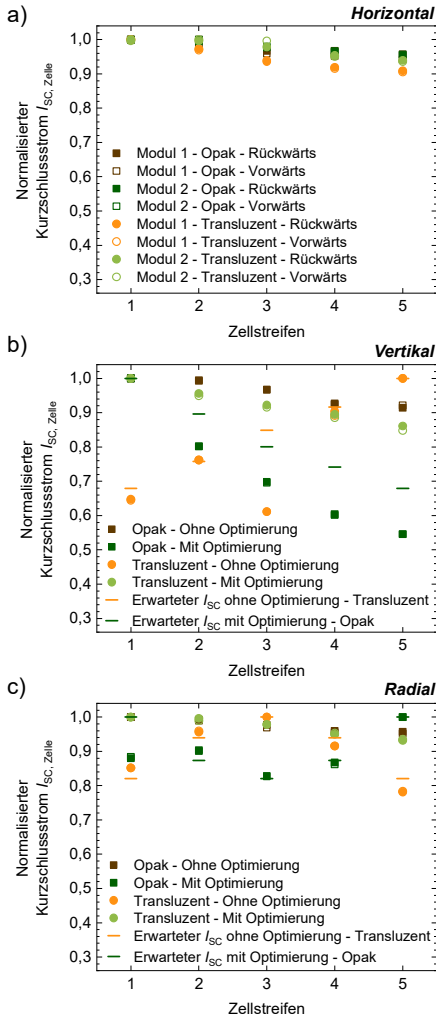 a)
Horizontal
1,0
0,9
0,8
0,7
0,6
0,5
0,4
0,3
Normalisierter
Kurzschlussstrom I_SC, Zelle
Modul 1 - Opak - Rückwärts
Modul 1 - Opak - Vorwärts
Modul 2 - Opak - Rückwärts
Modul 2 - Opak - Vorwärts
Modul 1 - Transluzent - Rückwärts
Modul 1 - Transluzent - Vorwärts
Modul 2 - Transluzent - Rückwärts
Modul 2 - Transluzent - Vorwärts
1 2 3 4 5
Zellstreifen
b)
Vertikal
1,0
0,9
0,8
0,7
0,6
0,5
0,4
0,3
Normalisierter
Kurzschlussstrom I_SC, Zelle
Opak - Ohne Optimierung
Opak - Mit Optimierung
Transluzent - Ohne Optimierung
Transluzent - Mit Optimierung
Erwarteter I_SC ohne Optimierung - Transluzent
Erwarteter I_SC mit Optimierung - Opak
1 2 3 4 5
Zellstreifen
c)
Radial
1,0
0,9
0,8
0,7
0,6
0,5
0,4
0,3
Normalisierter
Kurzschlussstrom I_SC, Zelle
Opak - Ohne Optimierung
Opak - Mit Optimierung
Transluzent - Ohne Optimierung
Transluzent - Mit Optimierung
Erwarteter I_SC ohne Optimierung - Transluzent
Erwarteter I_SC mit Optimierung - Opak
1 2 3 4 5
Zellstreifen